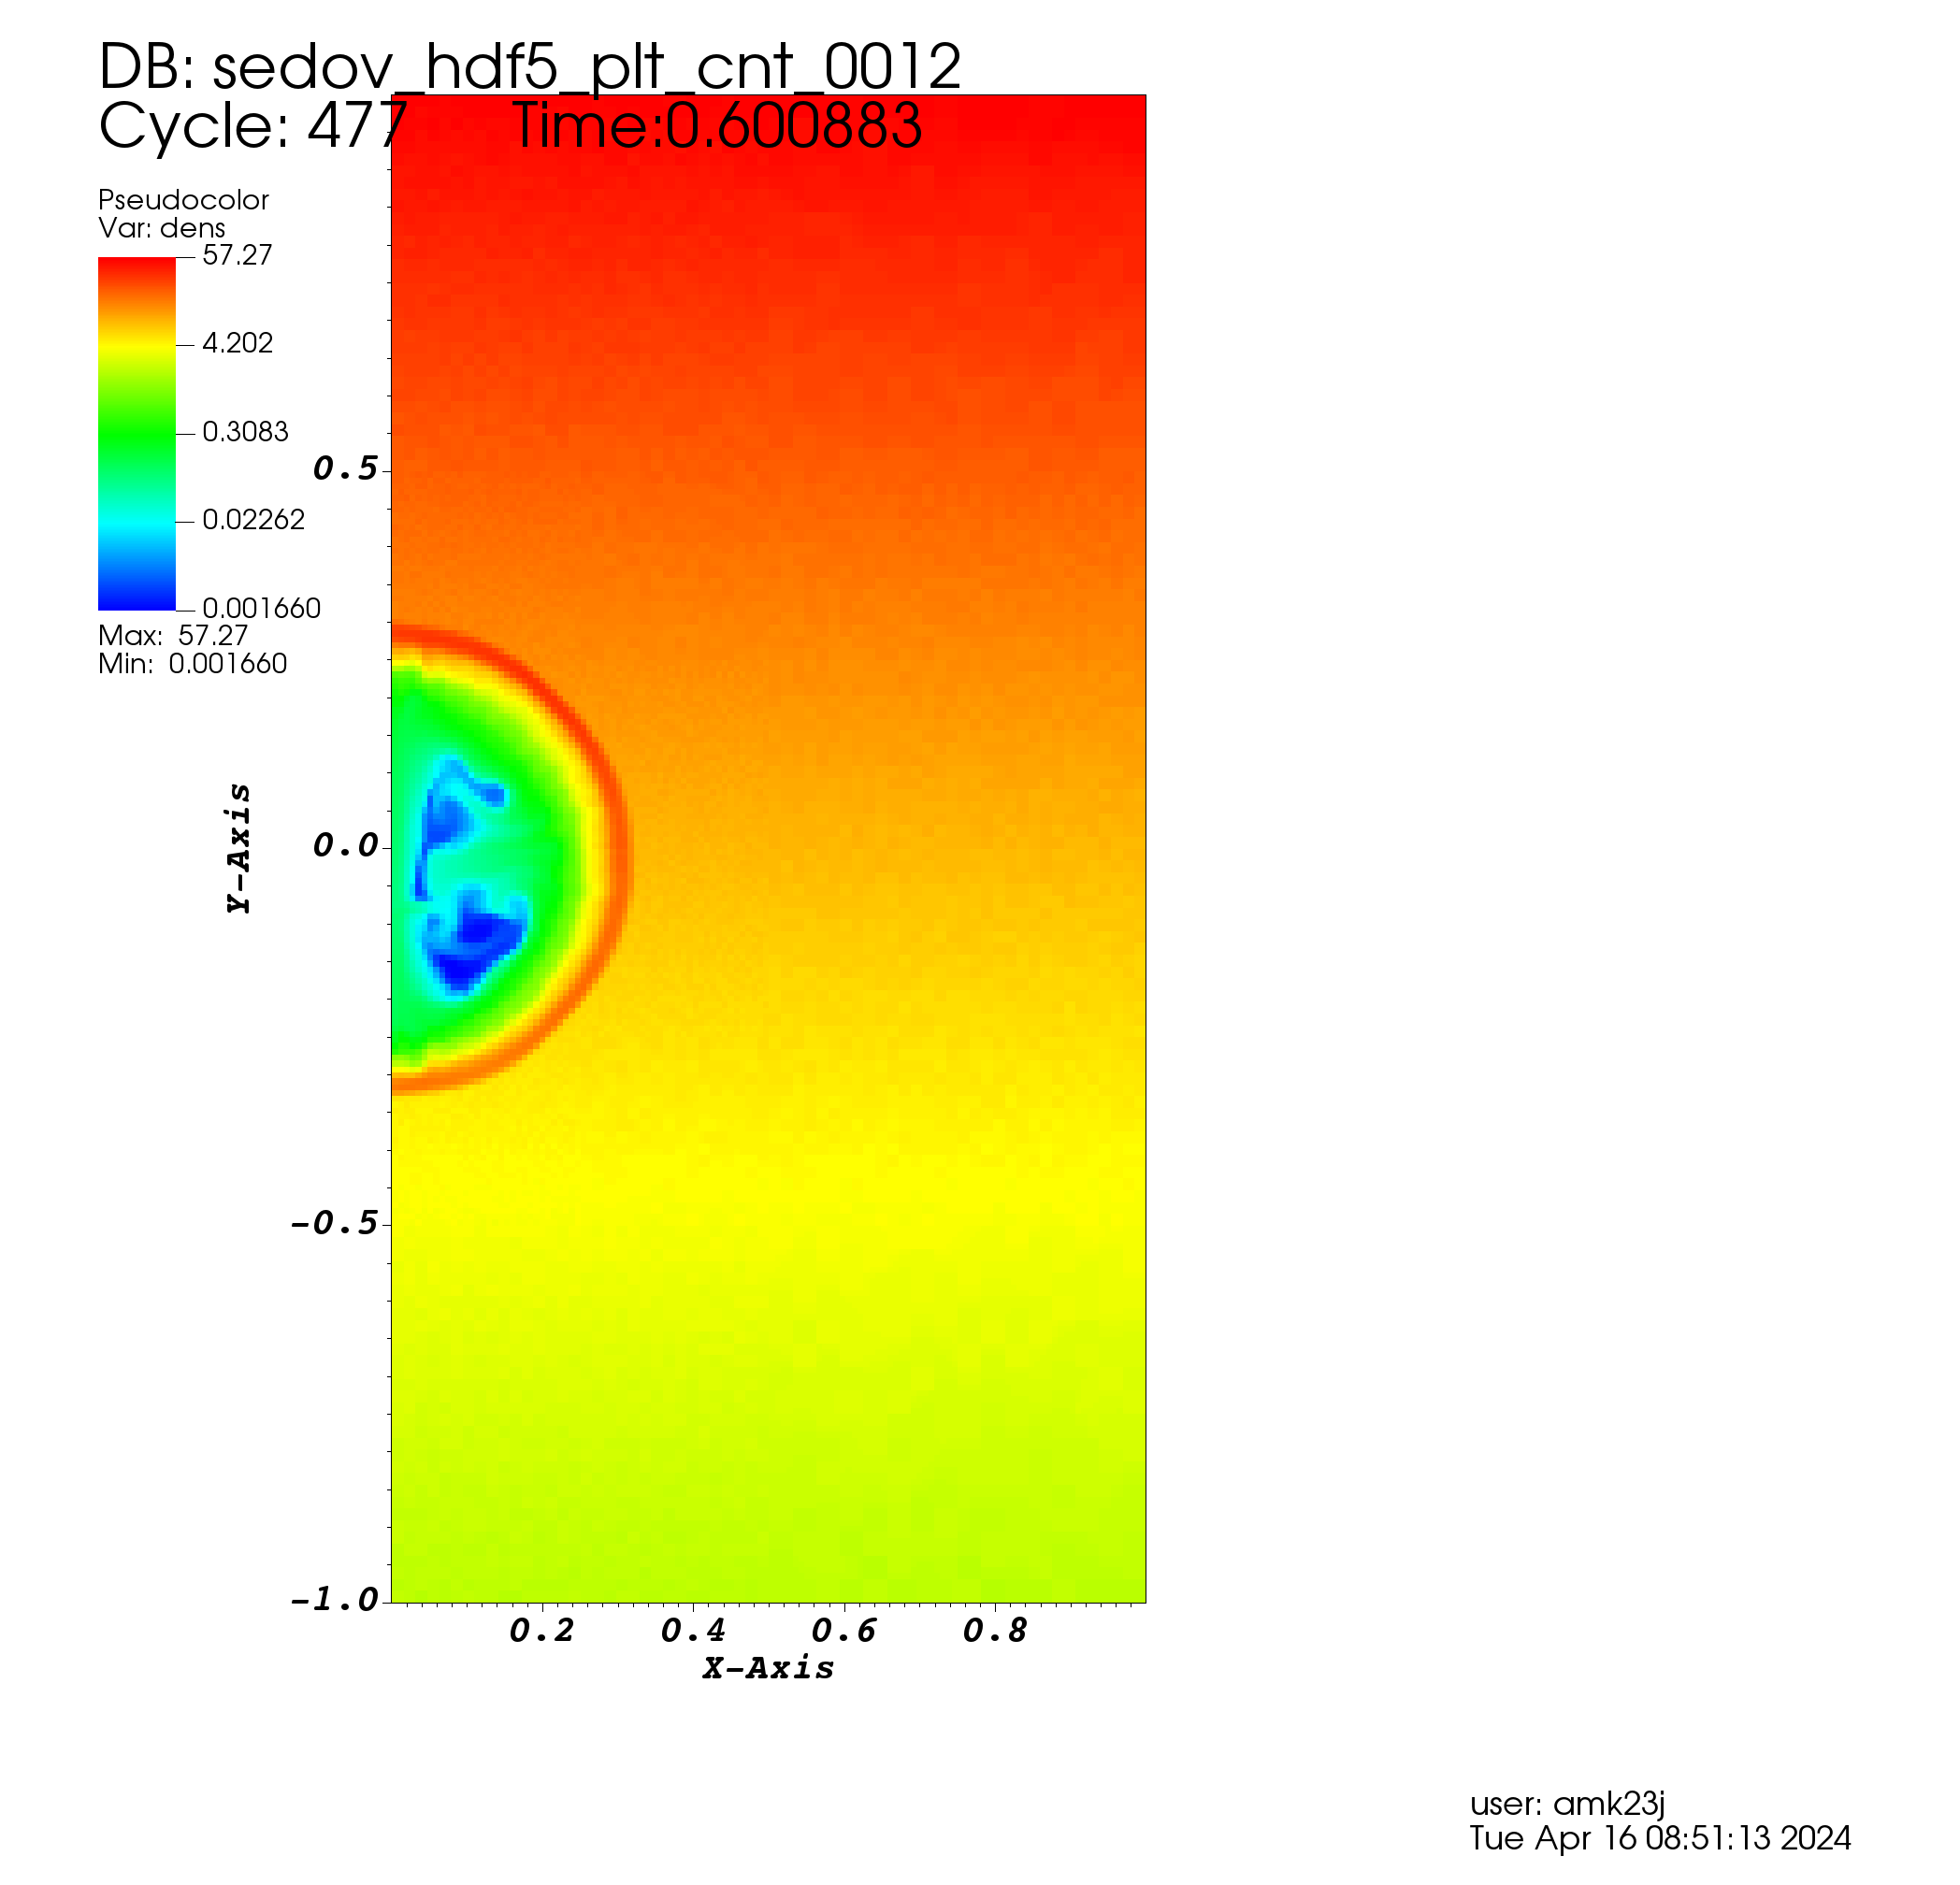 DB: sedov_hdf5_plt_cnt_0012
Cycle: 477 Time:0.600883
Pseudocolor
Var: dens
57.27
4.202
0.3083
0.02262
0.001660
Max: 57.27
Min: 0.001660
0.5
0.0
-0.5
-1.0
Y-Axis
0.2 0.4 0.6 0.8
X-Axis
user: amk23j
Tue Apr 16 08:51:13 2024